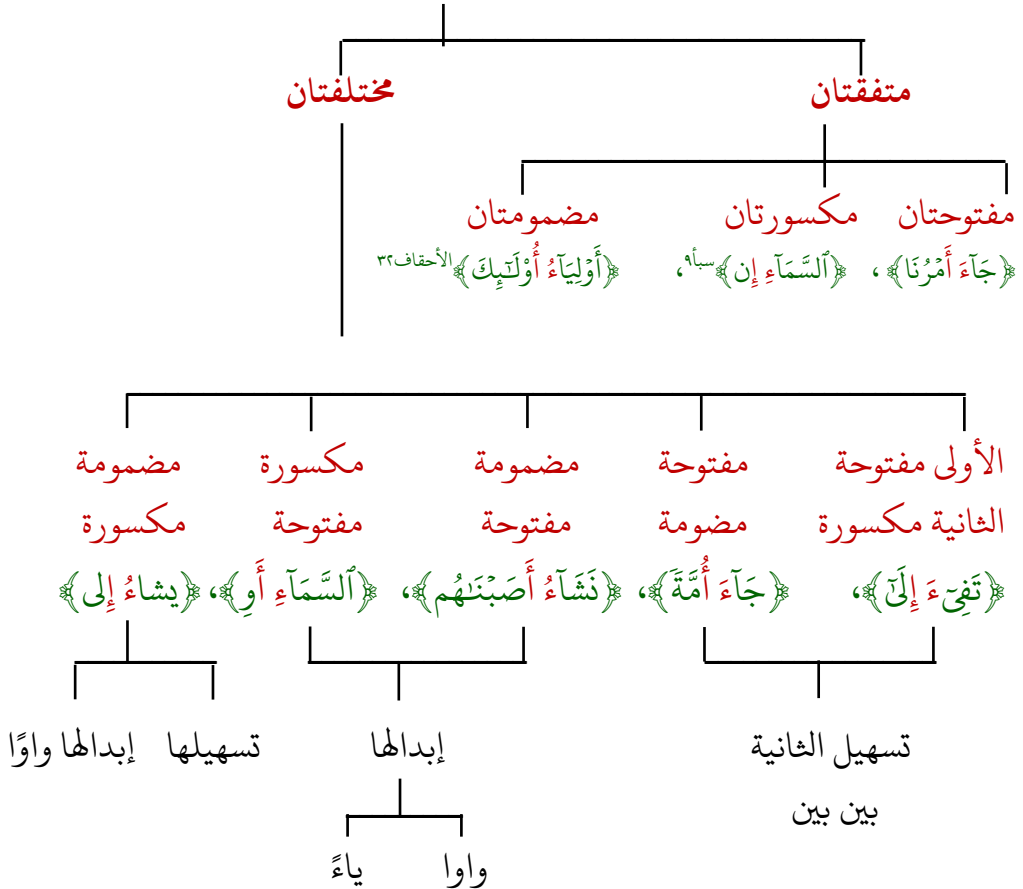 متفقتان مختلفتان
مفتوحتان مكسورتان مضمومتان
﴿جَآءَ أَمۡرُنَا﴾، ﴿ٱلسَّمَآءِ إِن﴾سبأ٩، ﴿أَوۡلِيَآءُ أُوْلَٰٓئِكَ﴾الأحقاف٣٢
الأولى مفتوحة مفتوحة مضمومة مكسورة مضمومة
الثانية مكسورة مضومة مفتوحة مفتوحة مكسورة
﴿تَفِيٓءَ إِلَىٰٓ﴾، ﴿جَآءَ أُمَّةٗ﴾، ﴿نَشَآءُ أَصَبۡنَٰهُم﴾، ﴿ٱلسَّمَآءِ أَوِ﴾، ﴿يشاءُ إِلى﴾
تسهيل الثانية إبدالها تسهيلها إبدالها واوًا
بين بين
واوا ياءً